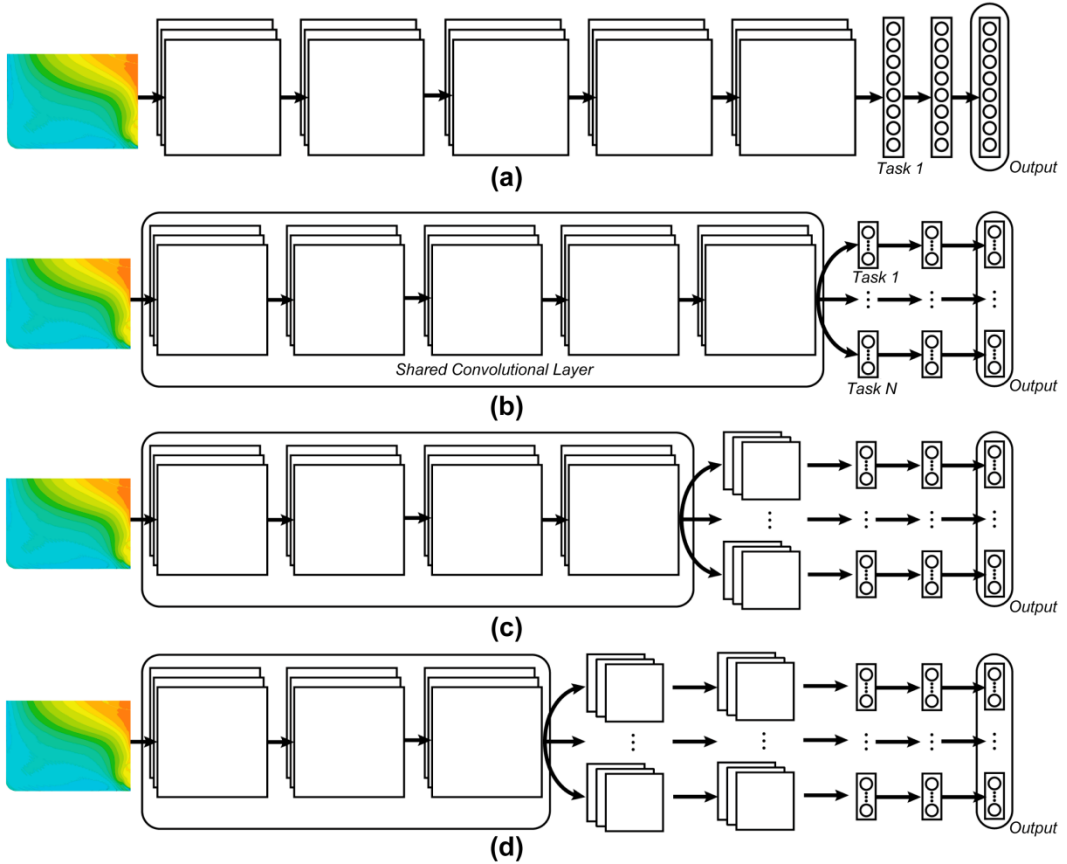 Task 1
Output
(a)
Task 1
Shared Convolutional Layer
Task N
Output
(b)
Output
(c)
Output
(d)